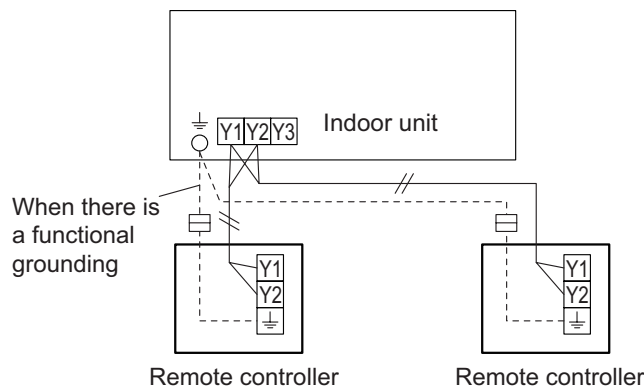 Y1 Y2 Y3
Indoor unit
When there is
a functional
grounding
Y1
Y2
Y1
Y2
Remote controller
Remote controller